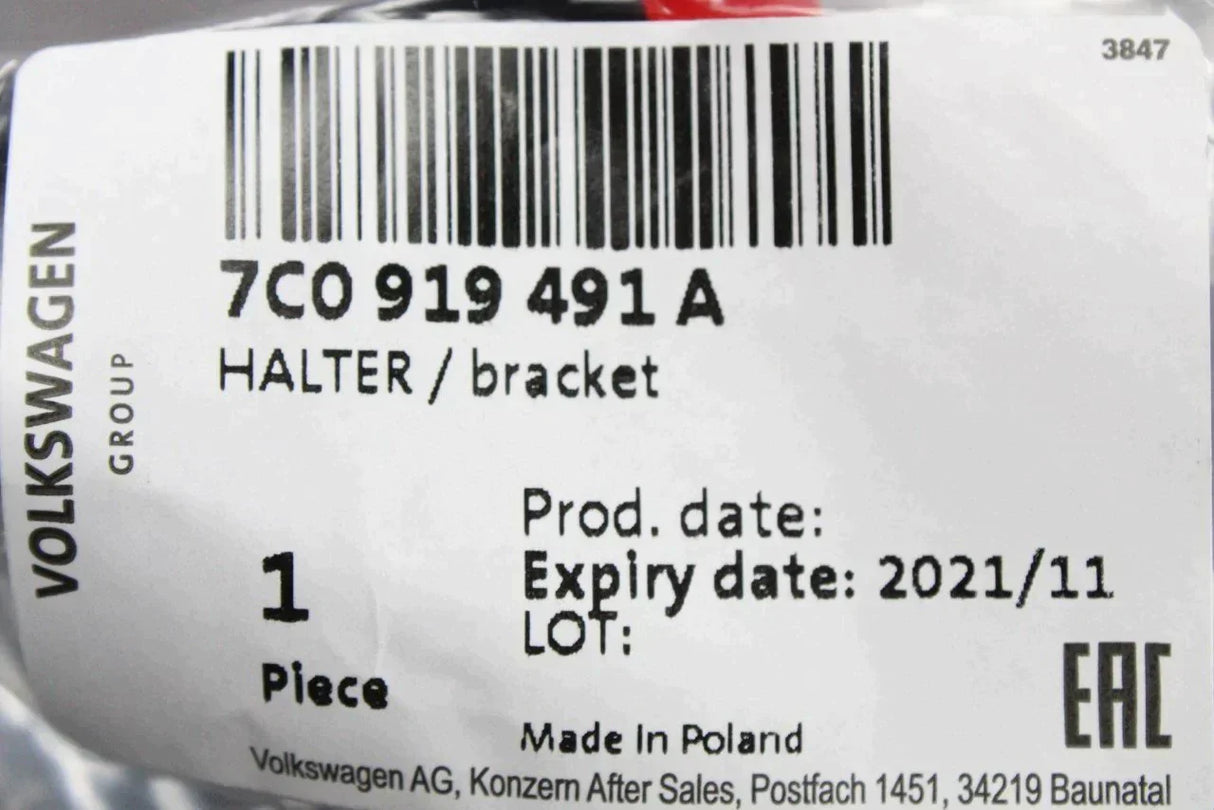 3847
VOLKSWAGEN
GROUP
7C0 919 491 A
HALTER / bracket
Prod. date:
Expiry date: 2021/11
LOT:
1
Piece
EAC
Made in Poland
Volkswagen AG, Konzern After Sales, Postfach 1451, 34219 Baunatal